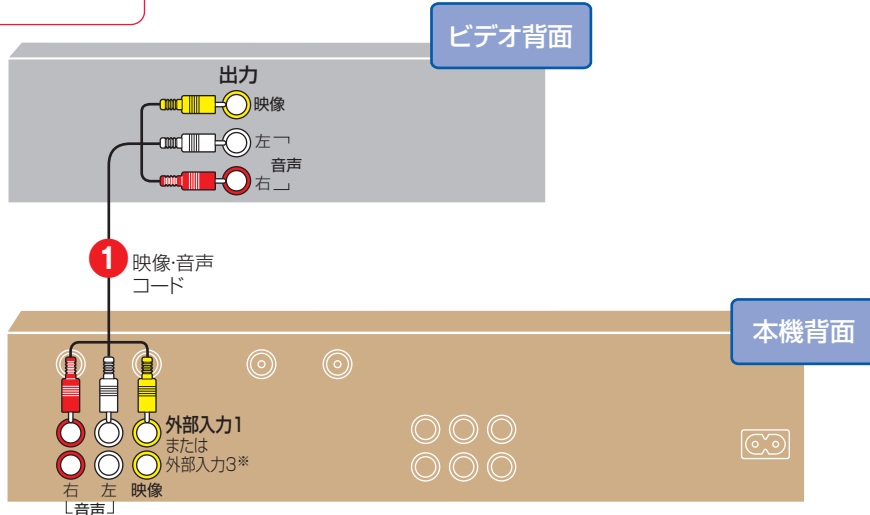 ビデオ背面
出力
映像
左
音声
右
1
映像・音声
コード
本機背面
外部入力1
または
外部入力3※
右 左 映像
音声